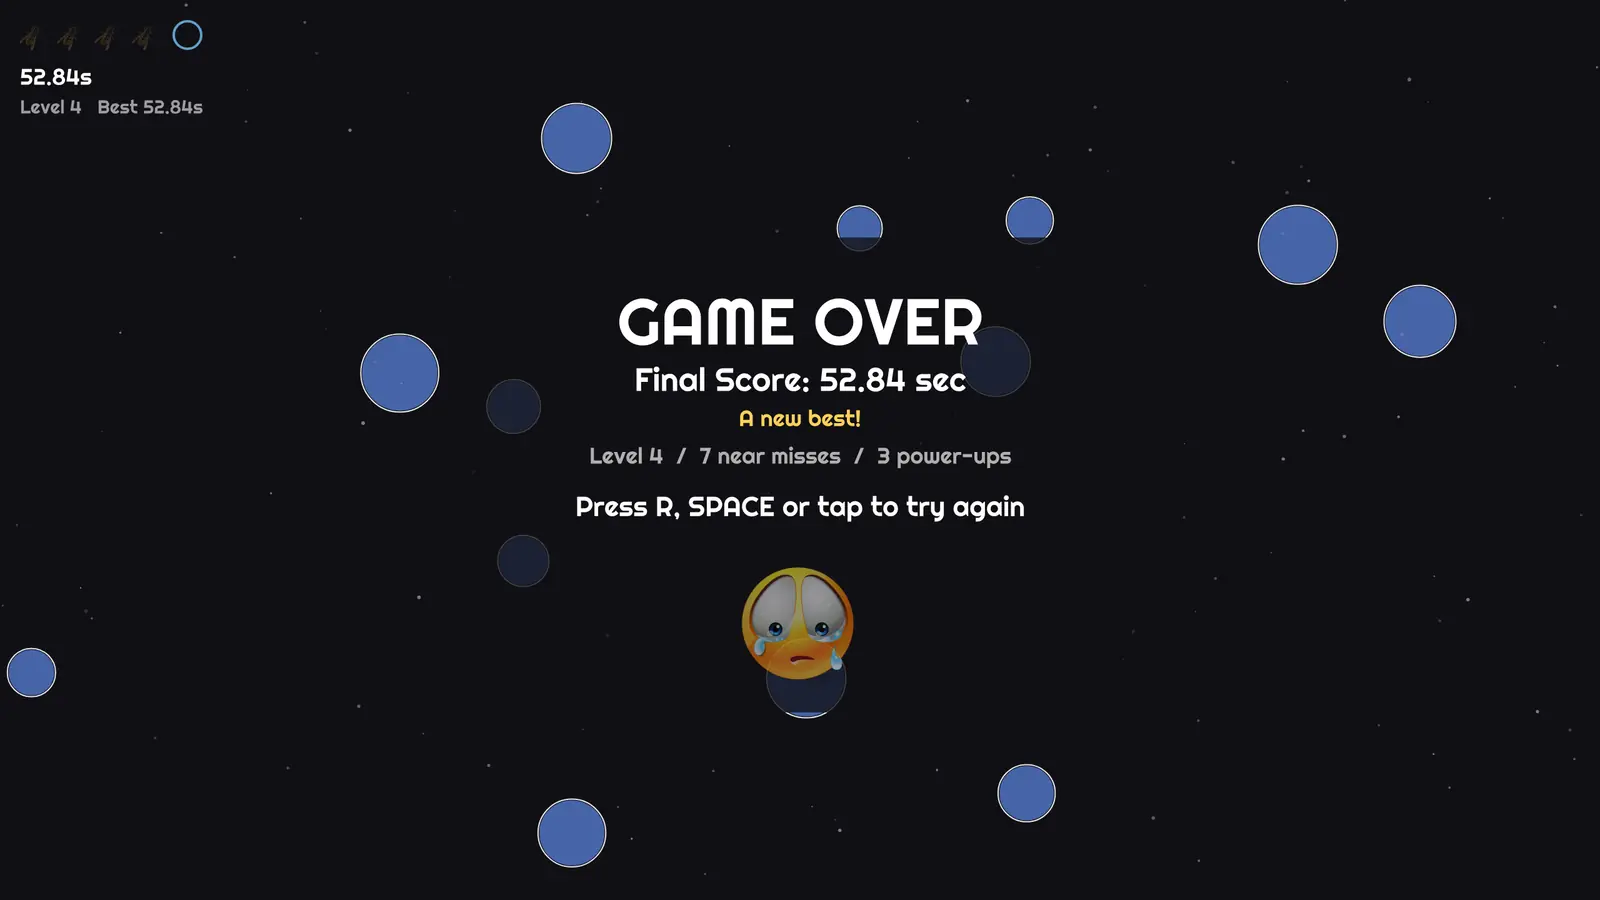 52.84s
Level 4 Best 52.84s
GAME OVER
Final Score: 52.84 sec
A new best!
Level 4 / 7 near misses / 3 power-ups
Press R, SPACE or tap to try again